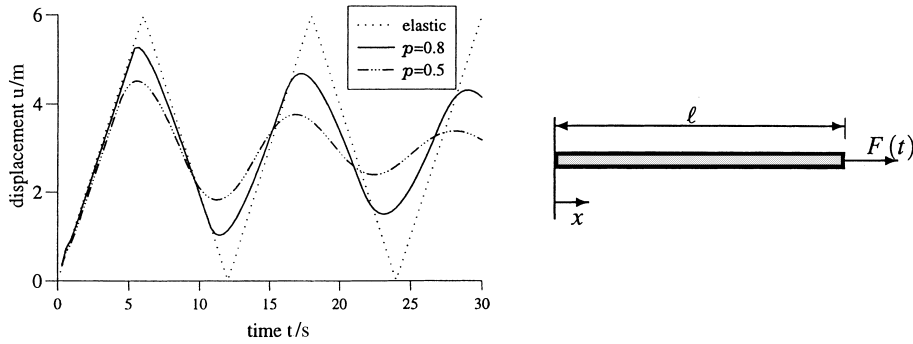 displacement u/m
6
4
2
0
0 5 10 15 20 25 30
time t/s
elastic
p=0.8
p=0.5
ℓ
F(t)
x